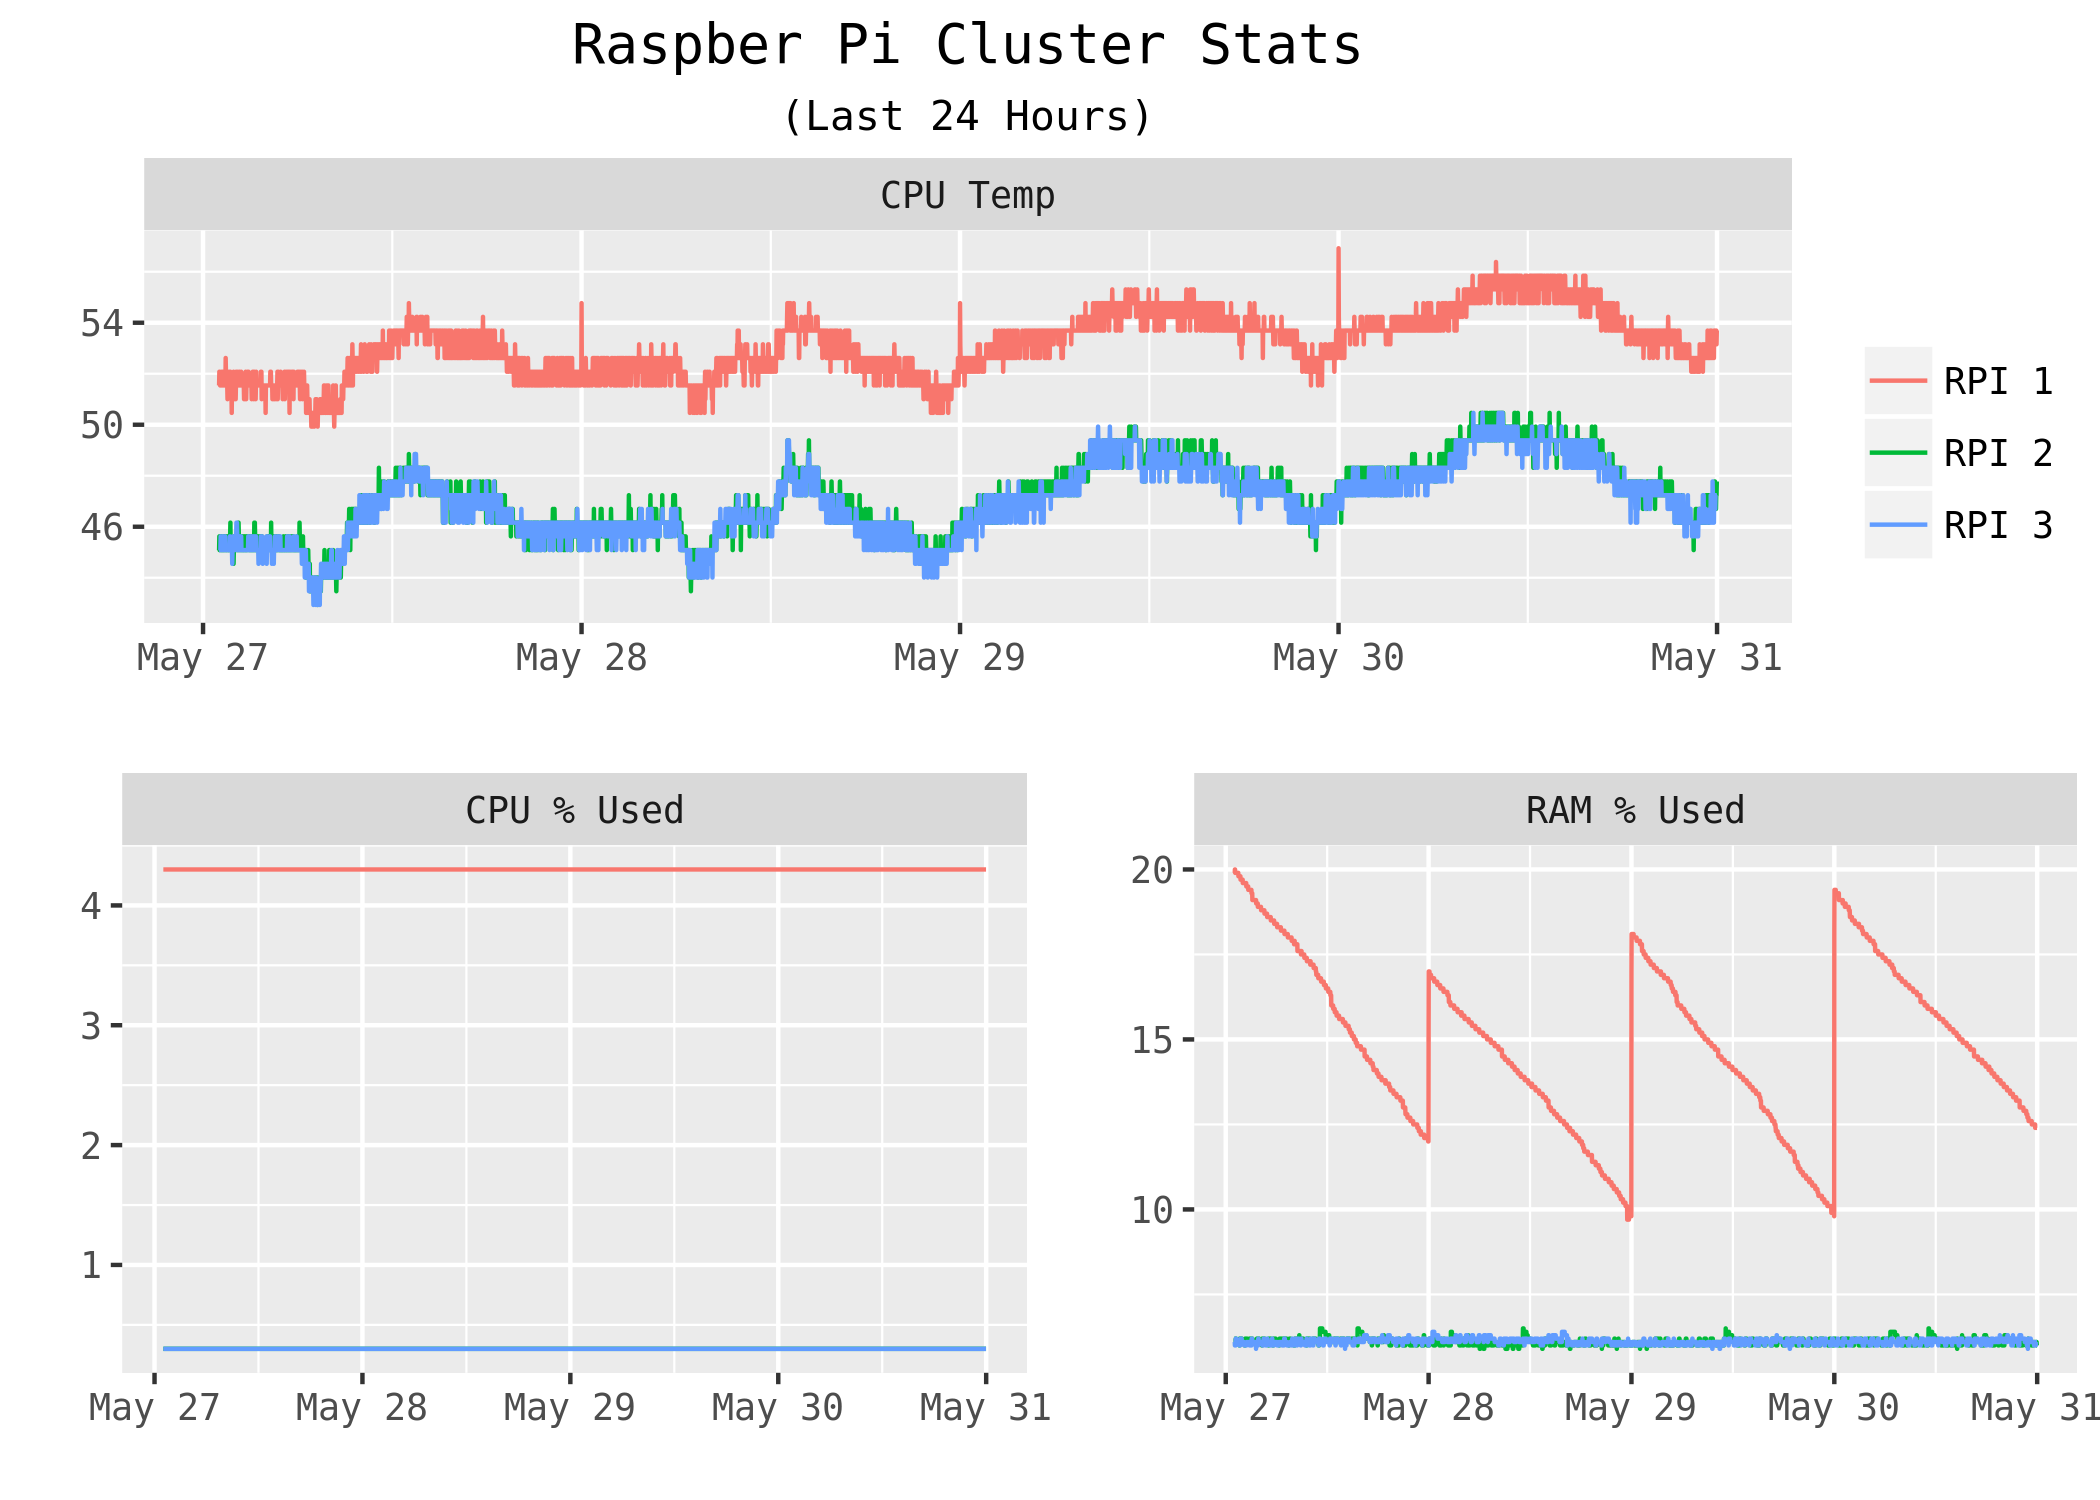 Raspber Pi Cluster Stats
(Last 24 Hours)
CPU Temp
54
50
46
May 27 May 28 May 29 May 30 May 31
RPI 1
RPI 2
RPI 3
CPU % Used
4
3
2
1
May 27 May 28 May 29 May 30 May 31
RAM % Used
20
15
10
May 27 May 28 May 29 May 30 May 31